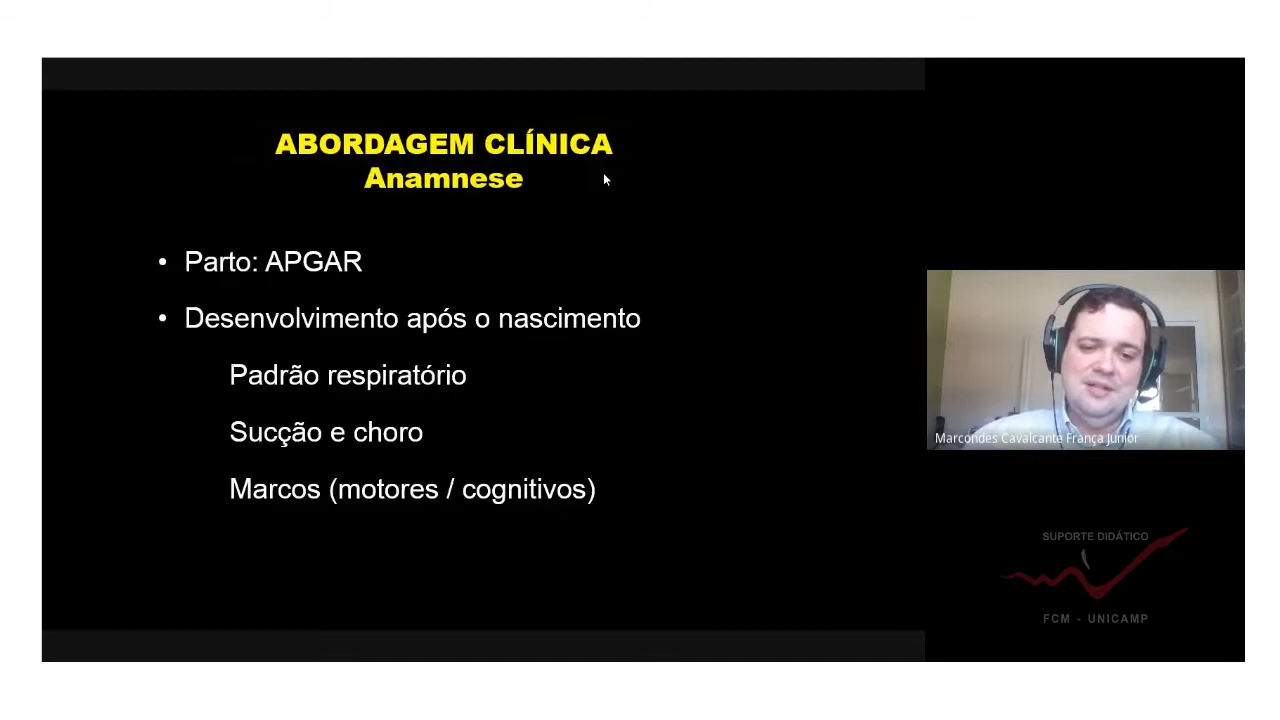 ABORDAGEM CLÍNICA
Anamnese
• Parto: APGAR
• Desenvolvimento após o nascimento
Padrão respiratório
Sucção e choro
Marcos (motores / cognitivos)
Marcondes Cavalcante França Junior
SUPORTE DIDÁTICO
FCM - UNICAMP